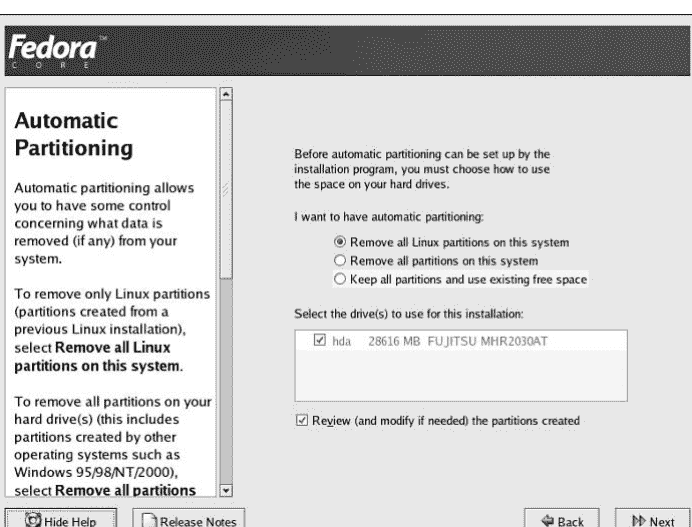 Fedora™
CORE
Automatic
Partitioning
Automatic partitioning allows
you to have some control
concerning what data is
removed (if any) from your
system.
To remove only Linux partitions
(partitions created from a
previous Linux installation),
select Remove all Linux
partitions on this system.
To remove all partitions on your
hard drive(s) (this includes
partitions created by other
operating systems such as
Windows 95/98/NT/2000),
select Remove all partitions
Before automatic partitioning can be set up by the
installation program, you must choose how to use
the space on your hard drives.
I want to have automatic partitioning:
Remove all Linux partitions on this system
Remove all partitions on this system
Keep all partitions and use existing free space
Select the drive(s) to use for this installation:
hda 28616 MB FUJITSU MHR2030AT
Review (and modify if needed) the partitions created
Hide Help
Release Notes
Back
Next